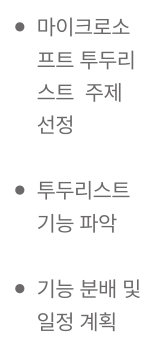 • 마이크로소
프트 투두리
스트 주제
선정
• 투두리스트
기능 파악
• 기능 분배 및
일정 계획